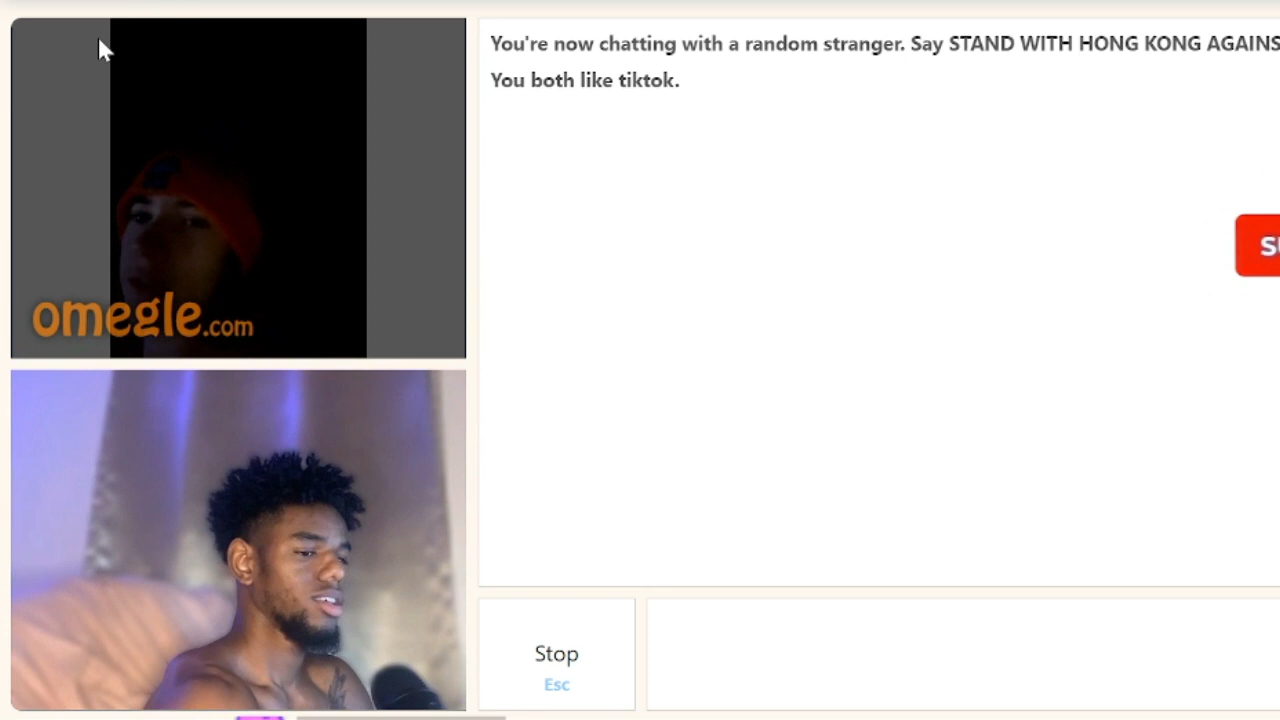 You're now chatting with a random stranger. Say STAND WITH HONG KONG AGAINS
You both like tiktok.
omegle.com
Stop
Esc